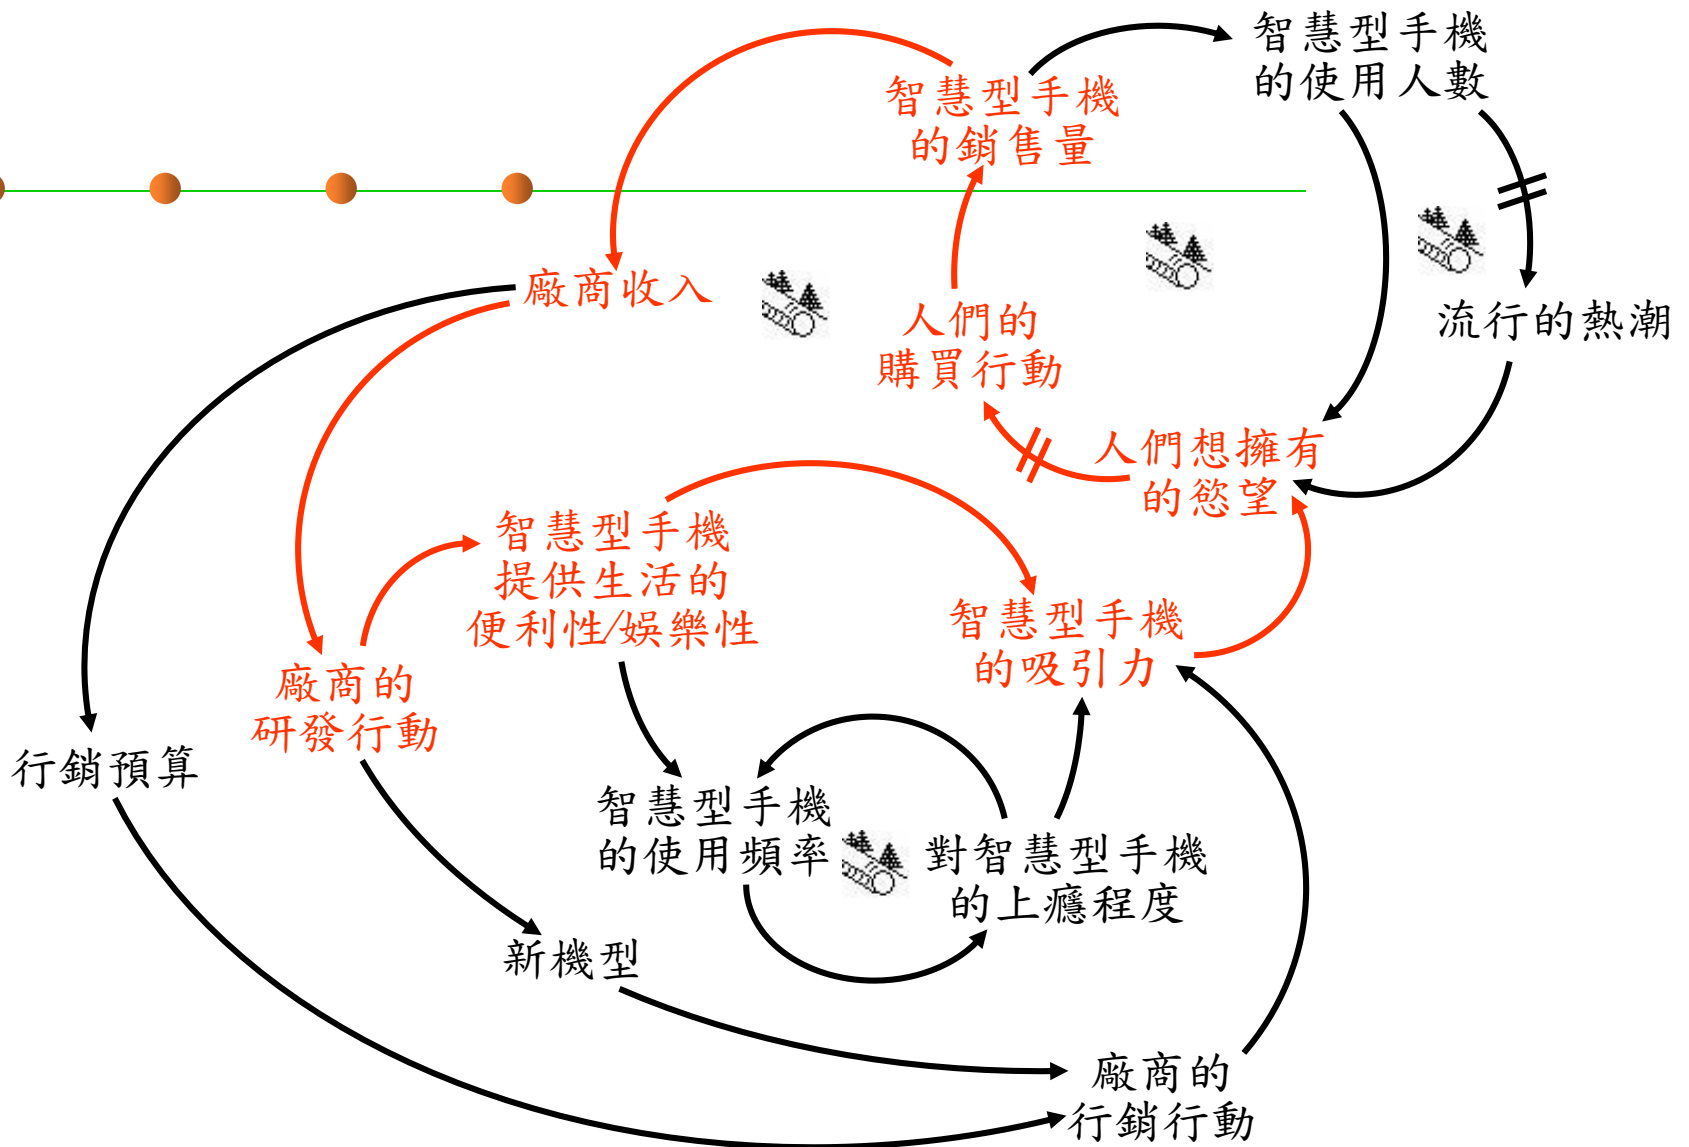 智慧型手機
的使用人數
智慧型手機
的銷售量
廠商收入
人們的
購買行動
流行的熱潮
人們想擁有
的慾望
智慧型手機
提供生活的
便利性/娛樂性
智慧型手機
的吸引力
廠商的
研發行動
行銷預算
智慧型手機
的使用頻率
對智慧型手機
的上癮程度
新機型
廠商的
行銷行動